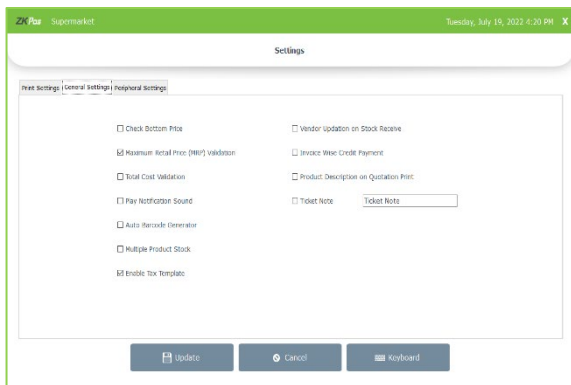 ZKPos Supermarket Tuesday, July 19, 2022 4:20 PM X
Settings
Print Settings General Settings Peripheral Settings
Check Bottom Price
Maximum Retail Price (MRP) Validation
Total Cost Validation
Pay Notification Sound
Auto Barcode Generator
Multiple Product Stock
Enable Tax Template
Vendor Updation on Stock Receive
Invoice Wise Credit Payment
Product Description on Quotation Print
Ticket Note Ticket Note
Update Cancel Keyboard